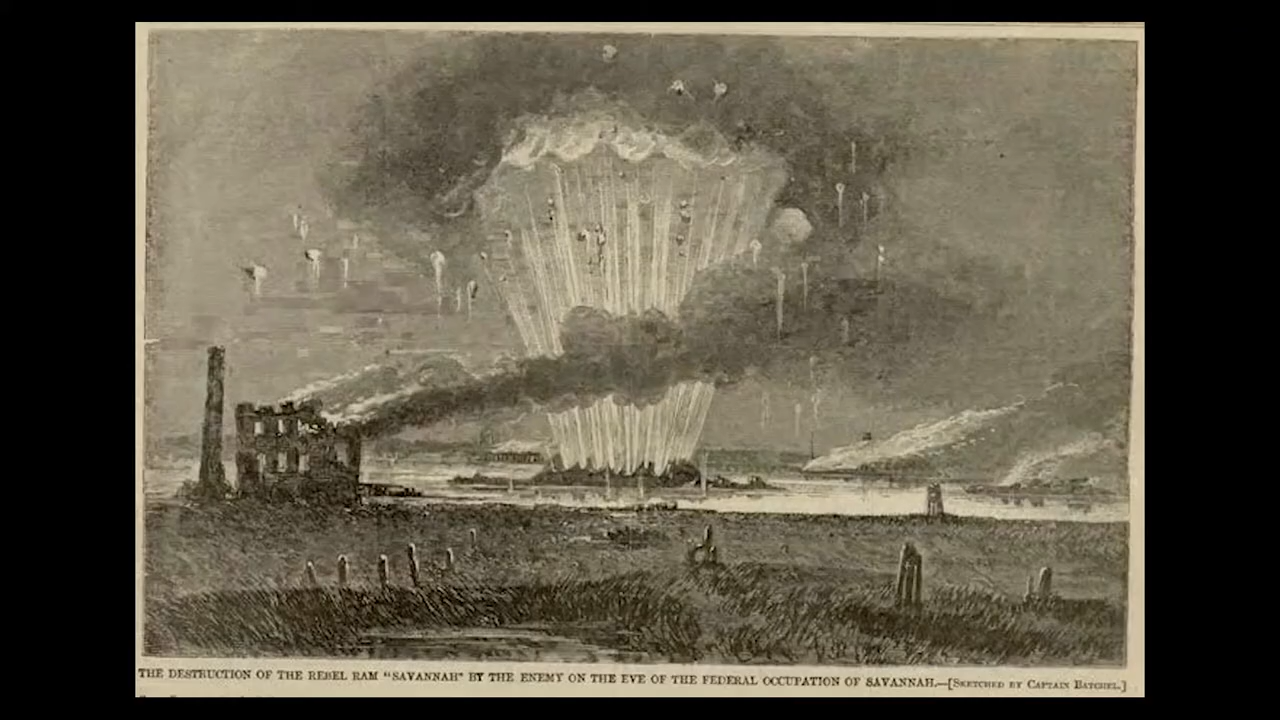 THE DESTRUCTION OF THE REBEL RAM "SAVANNAH" BY THE ENEMY ON THE EVE OF THE FEDERAL OCCUPATION OF SAVANNAH.—[SKETCHED BY CAPTAIN BATCHEL.]